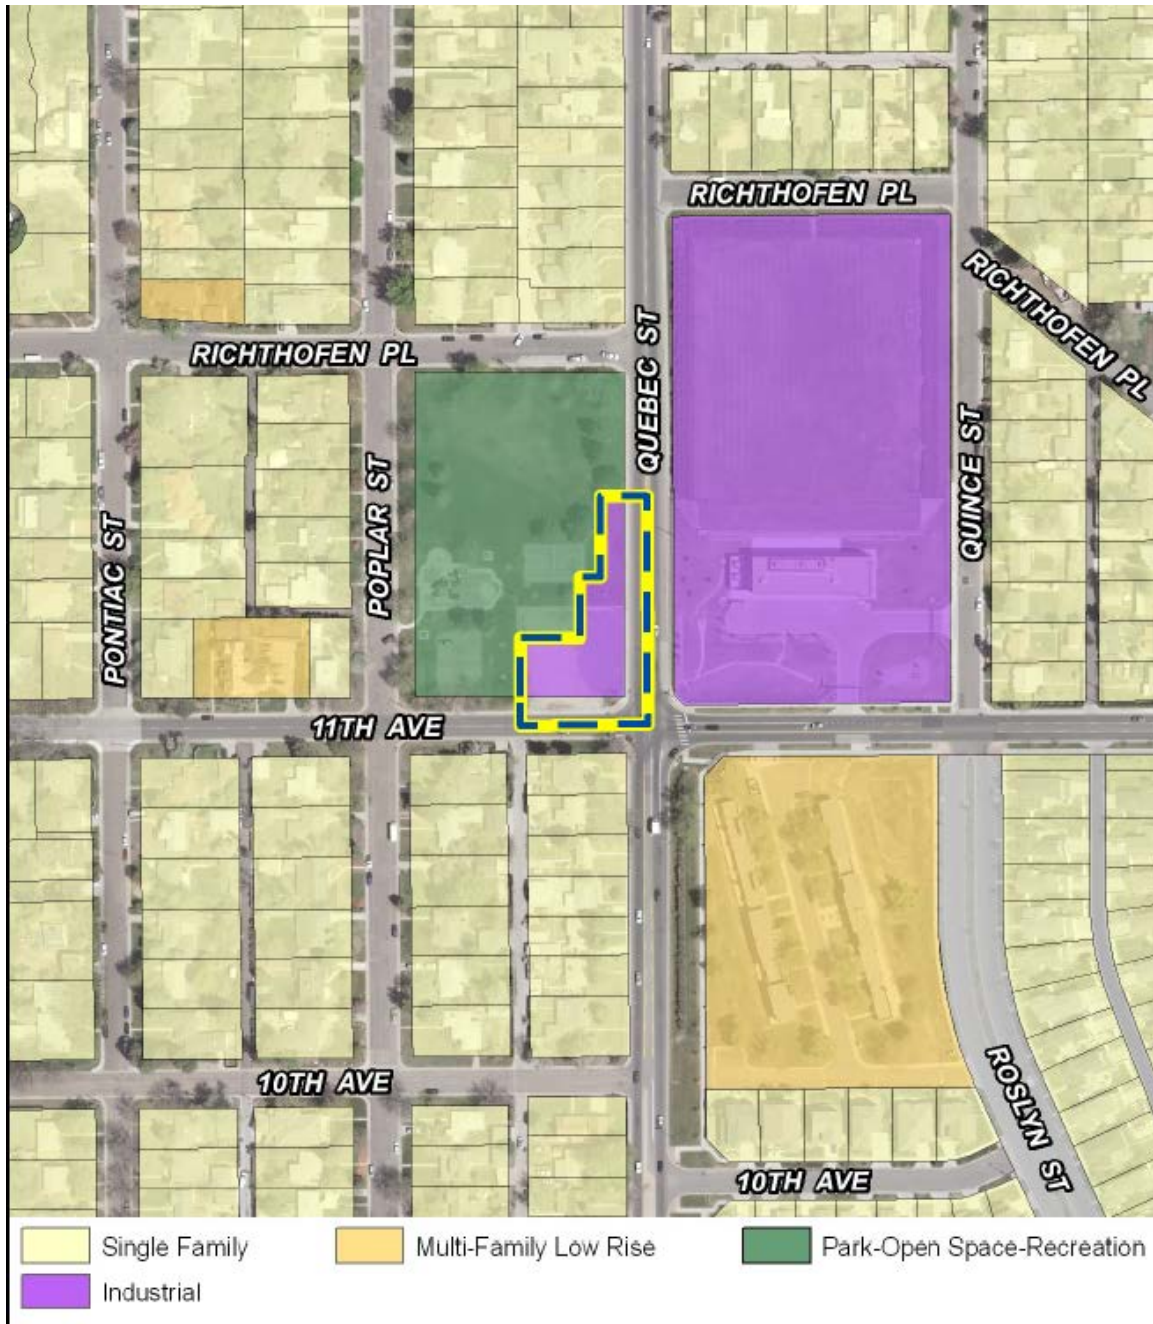 RICHTHOFEN PL
RICHTHOFEN PL
RICHTHOFEN PL
QUEBEC ST
QUINCE ST
POPLAR ST
PONTIAC ST
11TH AVE
10TH AVE
ROSLYN ST
10TH AVE
Single Family
Multi-Family Low Rise
Park-Open Space-Recreation
Industrial